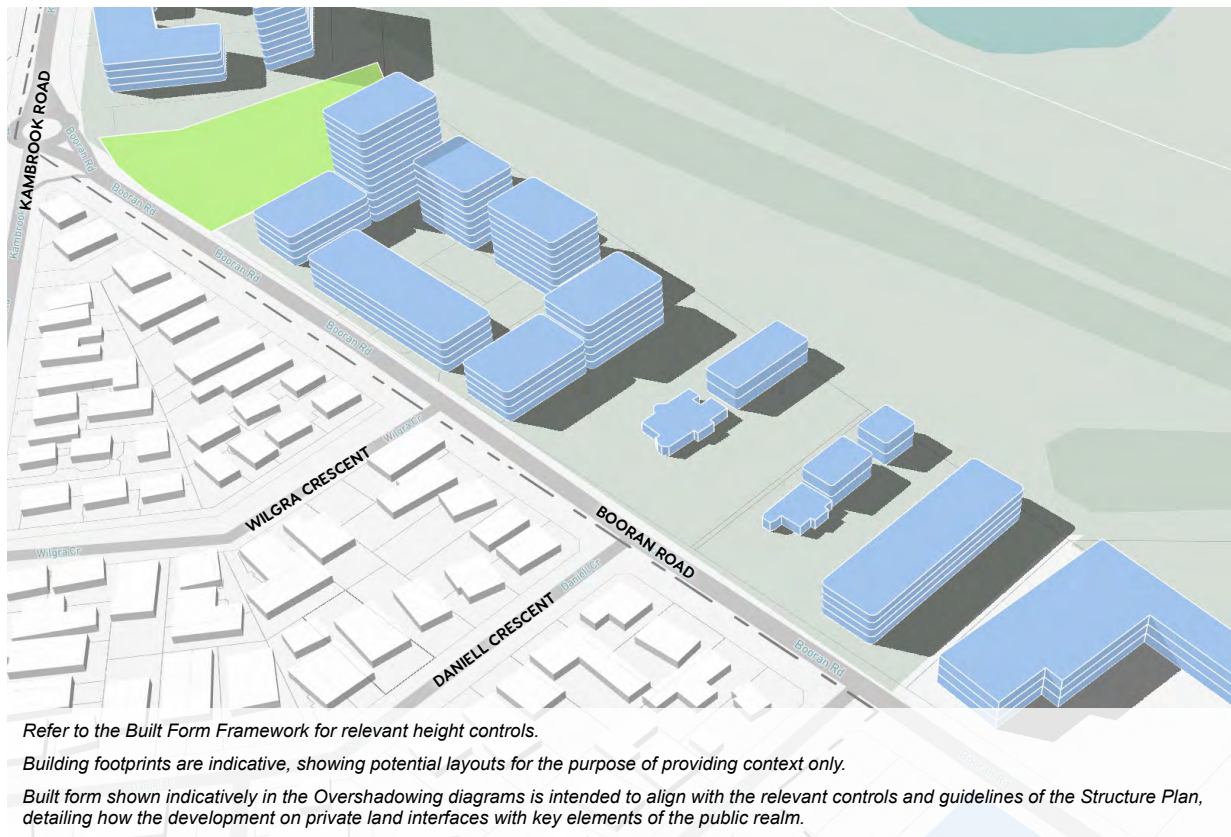 KAMBROOK ROAD
Kambrook
Booran Rd
Booran Rd
Booran Rd
Booran Rd
Wilgra Cr
WILGRA CRESCENT
Wilgra Cr
BOORAN ROAD
Daniell Cr
DANIELL CRESCENT
Booran Rd
Refer to the Built Form Framework for relevant height controls.
Building footprints are indicative, showing potential layouts for the purpose of providing context only.
Built form shown indicatively in the Overshadowing diagrams is intended to align with the relevant controls and guidelines of the Structure Plan,
detailing how the development on private land interfaces with key elements of the public realm.